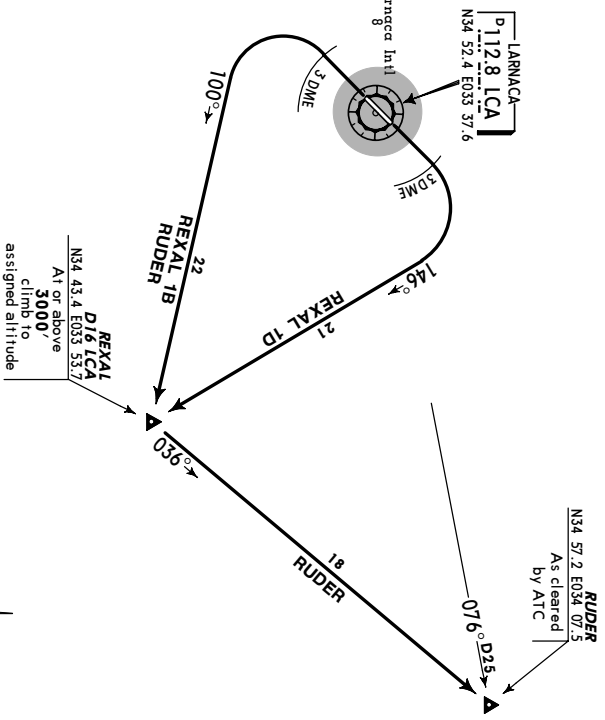 LARNACA
D 112.8 LCA
N34 52.4 E033 37.6
rnaca Intl
8
3 DME
3 DME
100°
146°
22
REXAL 1B
RUDER
REXAL 1D
21
REXAL
D16 LCA
N34 43.4 E033 53.7
At or above
3000'
climb to
assigned altitude
036°
18
RUDER
076°
D25
RUDER
N34 57.2 E034 07.5
As cleared
by ATC